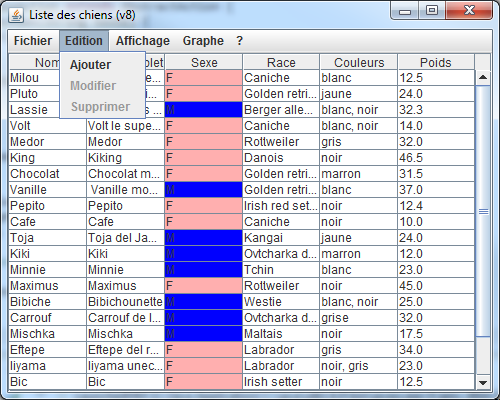 Liste des chiens (v8)
Fichier Edition Affichage Graphe ?
Ajouter
Modifier
Supprimer
Nom plet Sexe Race Couleurs Poids
Milou e... F Caniche blanc 12.5
Pluto F Golden retri... jaune 24.0
Lassie s ... M Berger alle... blanc, noir 32.3
Volt Volt le supe... F Caniche blanc, noir 14.0
Medor Medor F Rottweiler gris 32.0
King Kiking F Danois noir 46.5
Chocolat Chocolat m... F Golden retri... marron 31.5
Vanille Vanille mo... M Golden retri... blanc 37.0
Pepito Pepito F Irish red set... noir 12.4
Cafe Cafe F Caniche noir 10.0
Toja Toja del Ja... M Kangai jaune 24.0
Kiki Kiki M Ovtcharka d... marron 12.0
Minnie Minnie M Tchin blanc 23.0
Maximus Maximus F Rottweiler noir 45.0
Bibiche Bibichounette M Westie blanc, noir 25.0
Carrouf Carrouf de l... M Ovtcharka d... grise 32.0
Mischka Mischka M Maltais noir 17.5
Eftepe Eftepe del r... F Labrador gris 34.0
Iiyama Iiyama unec... F Labrador noir, gris 23.0
Bic Bic F Irish setter noir 12.5